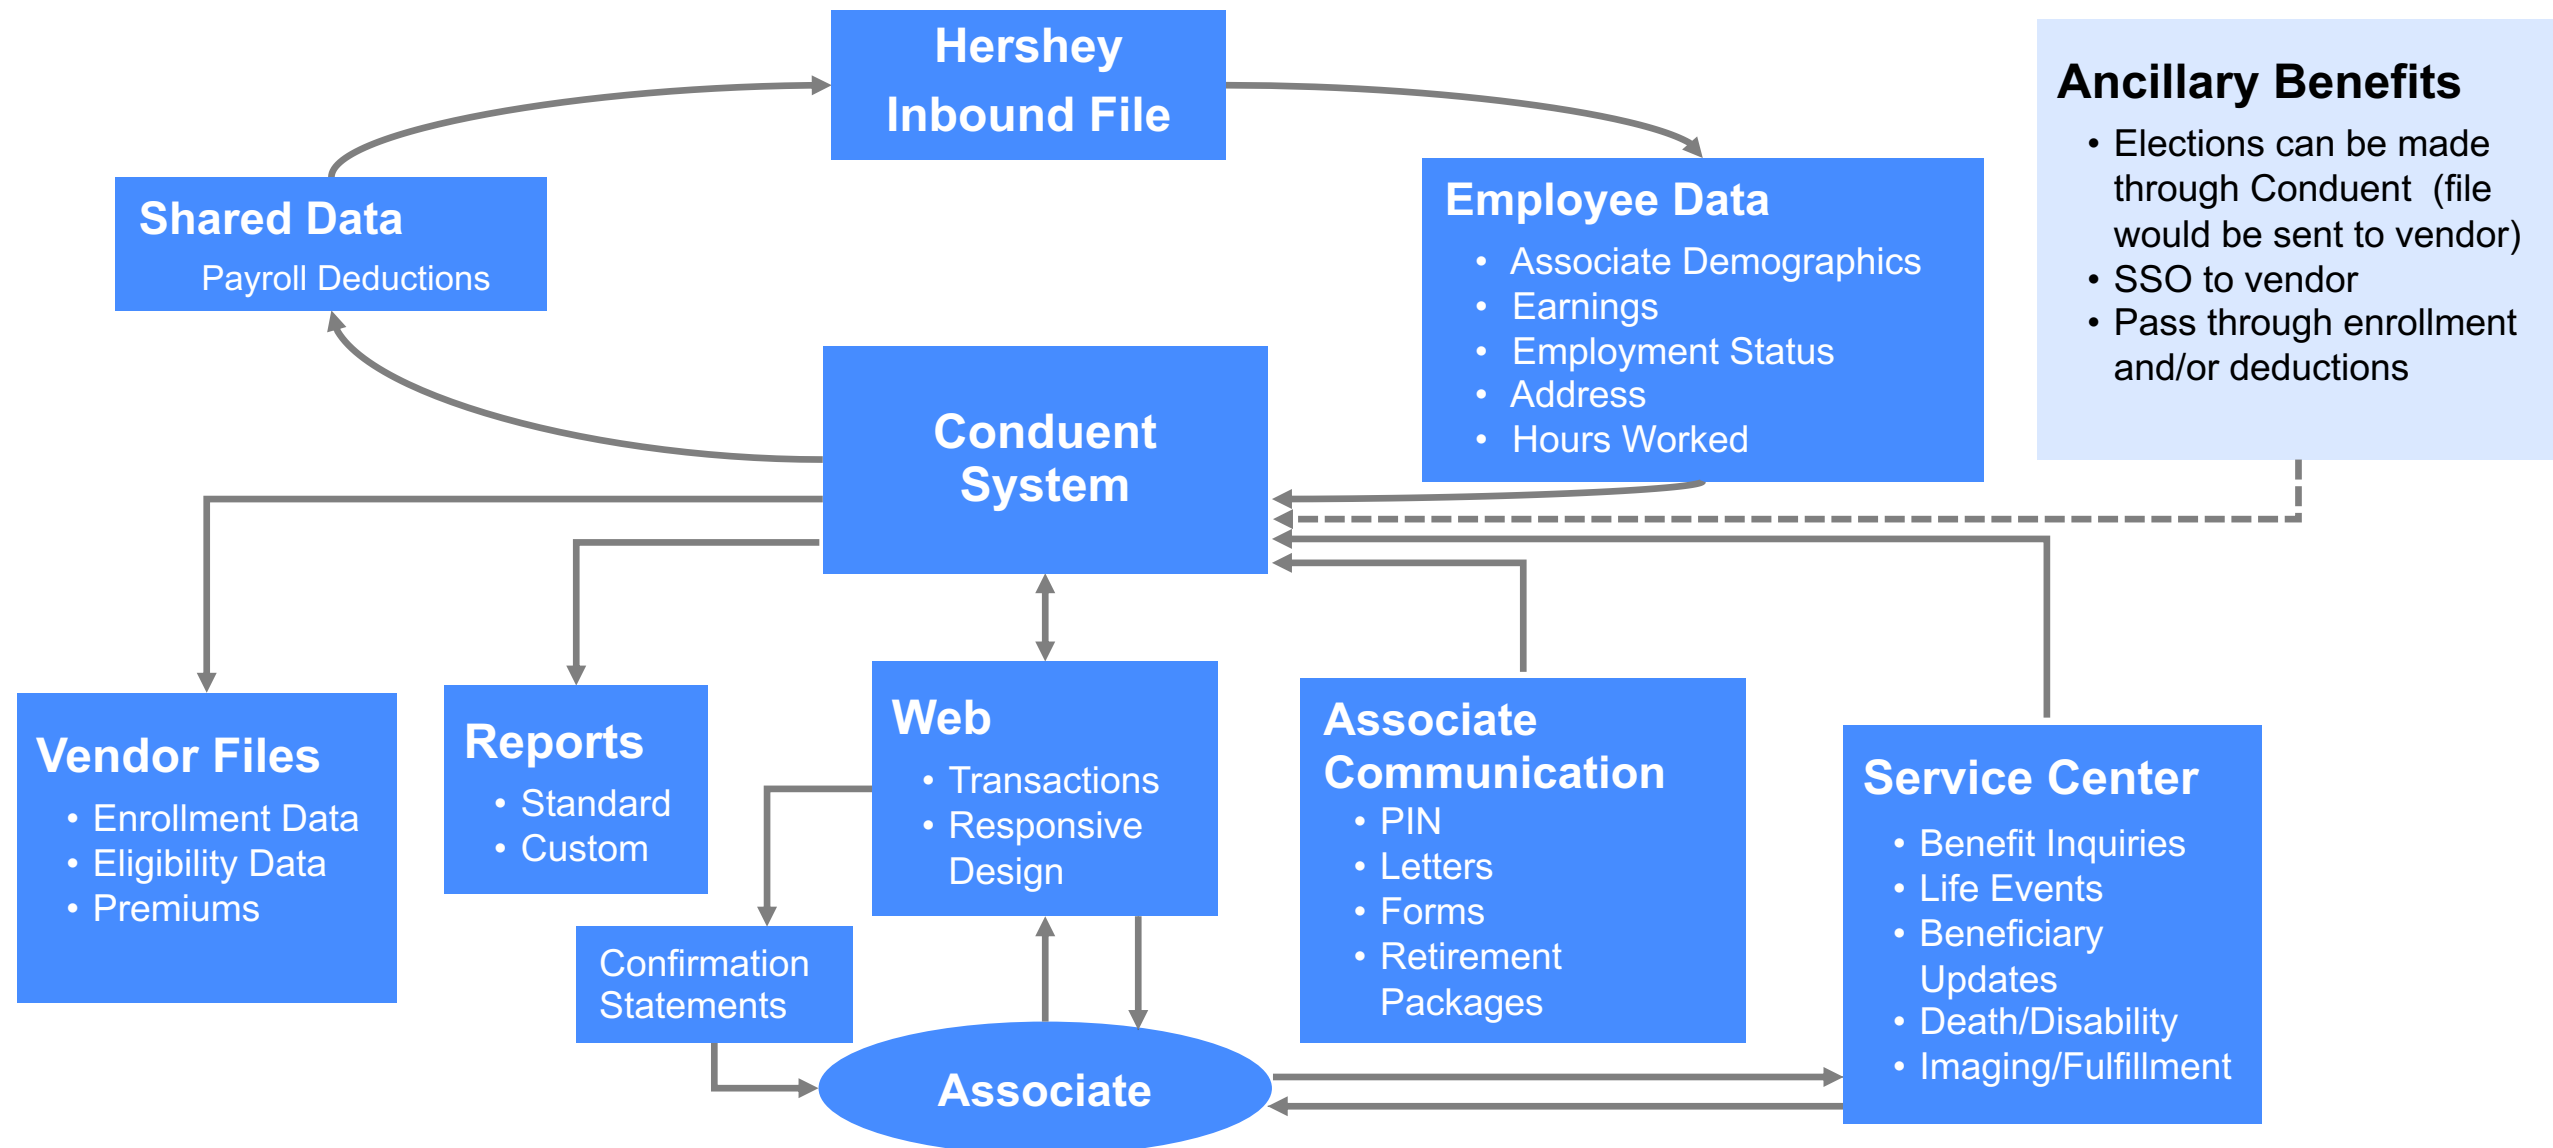 Hershey
Inbound File
Ancillary Benefits
• Elections can be made
through Conduent (file
would be sent to vendor)
• SSO to vendor
• Pass through enrollment
and/or deductions
Shared Data
Payroll Deductions
Employee Data
• Associate Demographics
• Earnings
• Employment Status
• Address
• Hours Worked
Conduent
System
Vendor Files
• Enrollment Data
• Eligibility Data
• Premiums
Reports
• Standard
• Custom
Web
• Transactions
• Responsive
Design
Associate
Communication
• PIN
• Letters
• Forms
• Retirement
Packages
Service Center
• Benefit Inquiries
• Life Events
• Beneficiary
Updates
• Death/Disability
• Imaging/Fulfillment
Confirmation
Statements
Associate